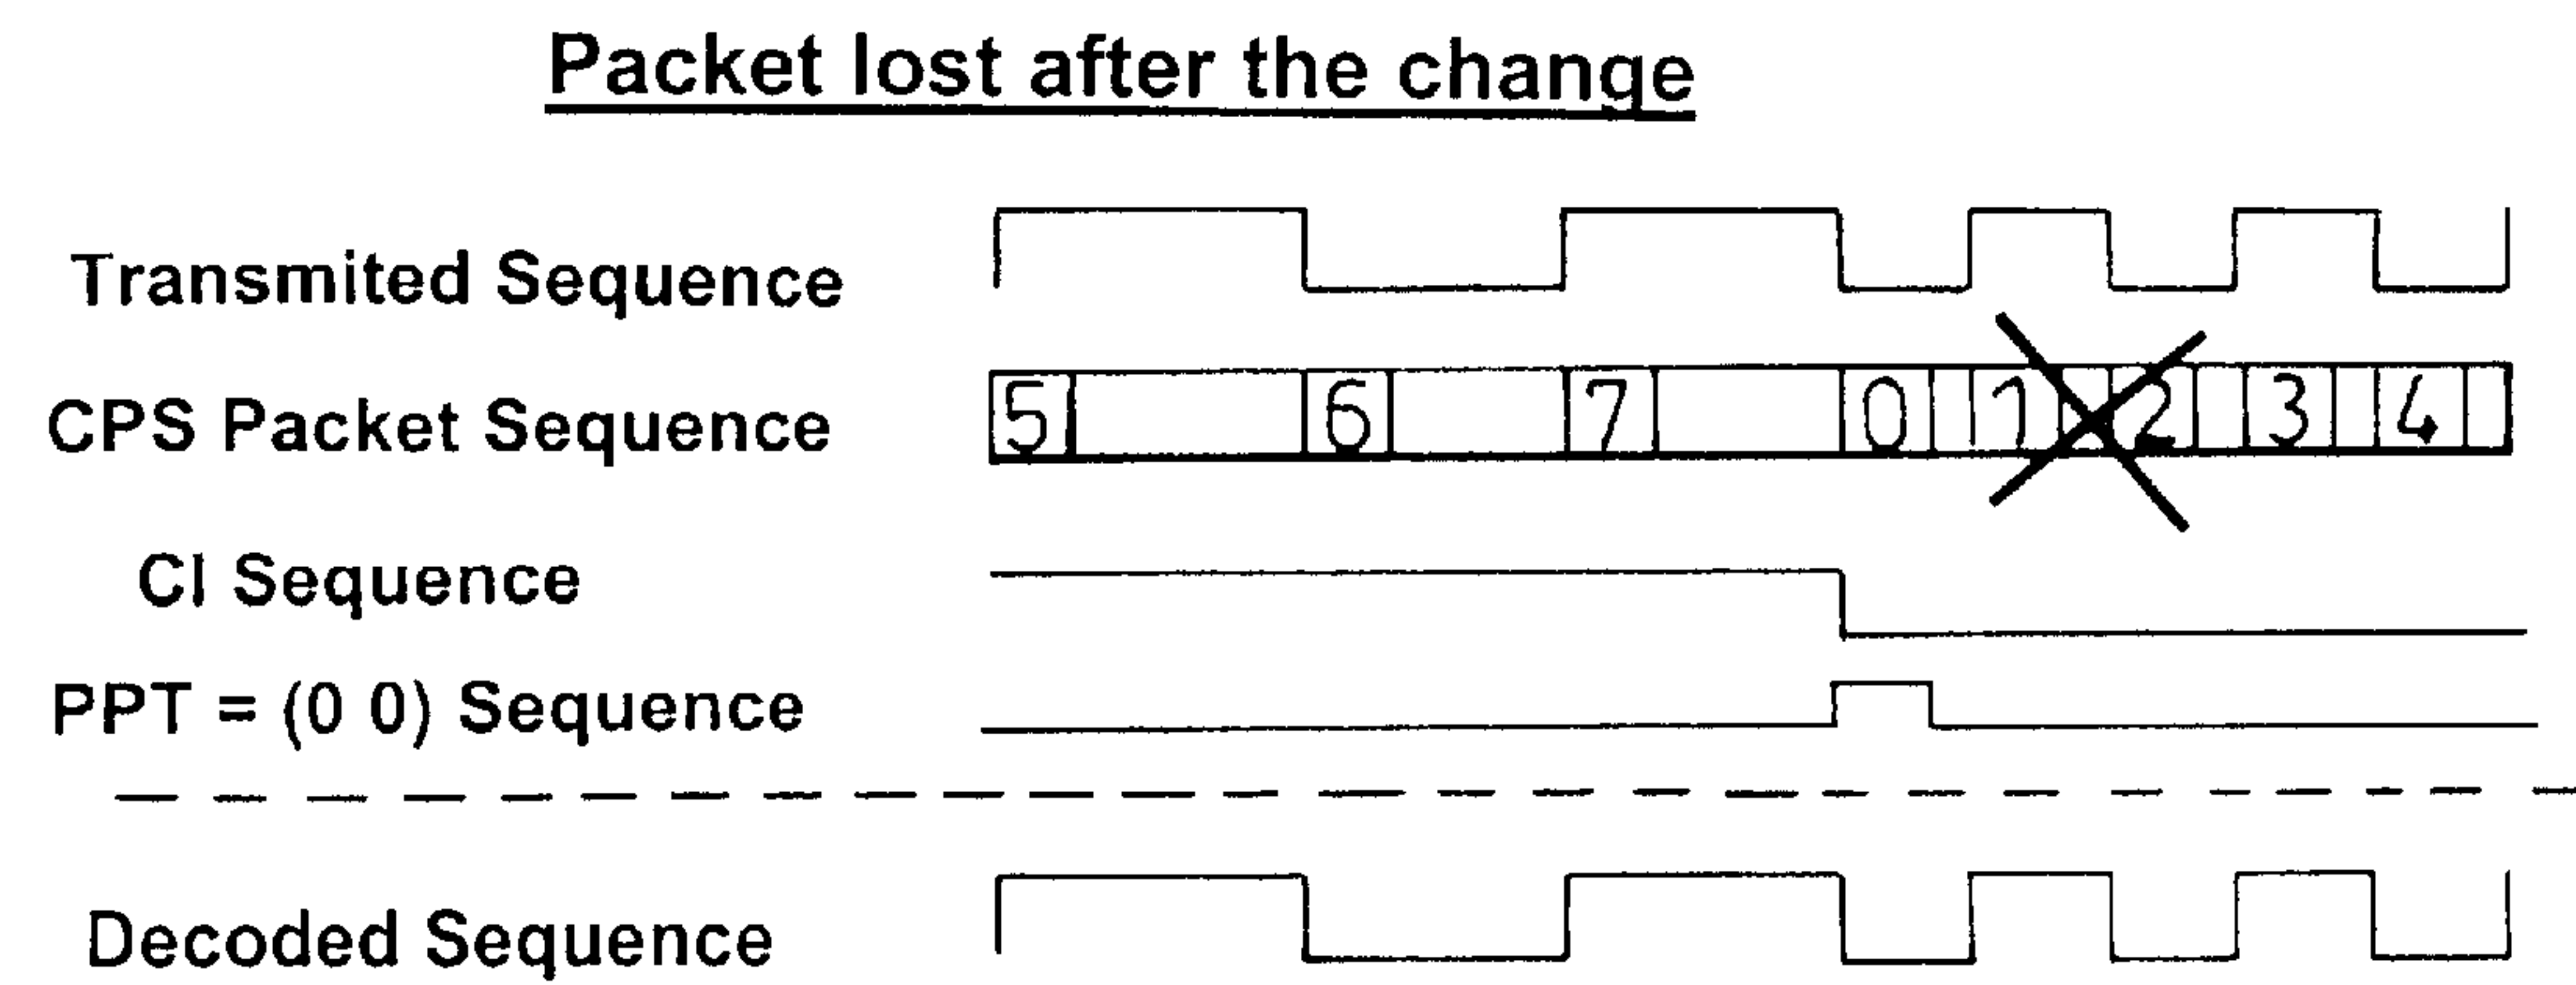 Packet lost after the change
Transmited Sequence
CPS Packet Sequence 5 6 7 0 1 2 3 4
CI Sequence
PPT = (0 0) Sequence
Decoded Sequence